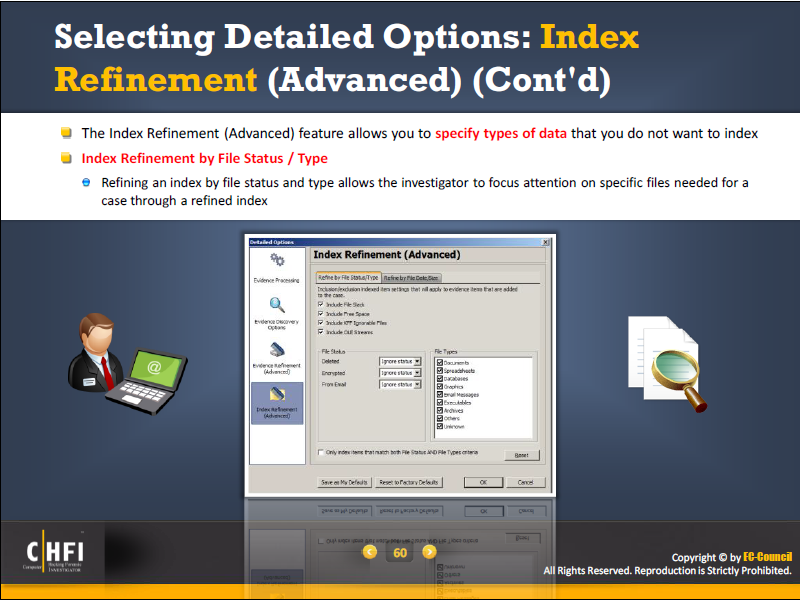 Selecting Detailed Options: Index
Refinement (Advanced) (Cont'd)
The Index Refinement (Advanced) feature allows you to specify types of data that you do not want to index
Index Refinement by File Status / Type
Refining an index by file status and type allows the investigator to focus attention on specific files needed for a
case through a refined index
Detailed Options
Evidence Processing
Evidence Discovery
Options
Evidence Refinement
(Advanced)
Index Refinement
(Advanced)
Index Refinement (Advanced)
Refine by File Status/Type
Refine by File Date/Size
Inclusion/exclusion indexed item settings that will apply to evidence items that are added
to the case.
Include File Slack
Include Free Space
Include KFF Ignorable Files
Include OLE Streams
File Status
Deleted
Ignore status
Encrypted
Ignore status
From Email
Ignore status
File Types
Documents
Spreadsheets
Databases
Graphics
Email Messages
Executables
Archives
Others
Unknown
Only index items that match both File Status AND File Types criteria
Reset
Save as My Defaults
Reset to Factory Defaults
OK
Cancel
@
CHFI
Computer Hacking Forensic
INVESTIGATOR
60
Copyright © by EC-Council
All Rights Reserved. Reproduction is Strictly Prohibited.